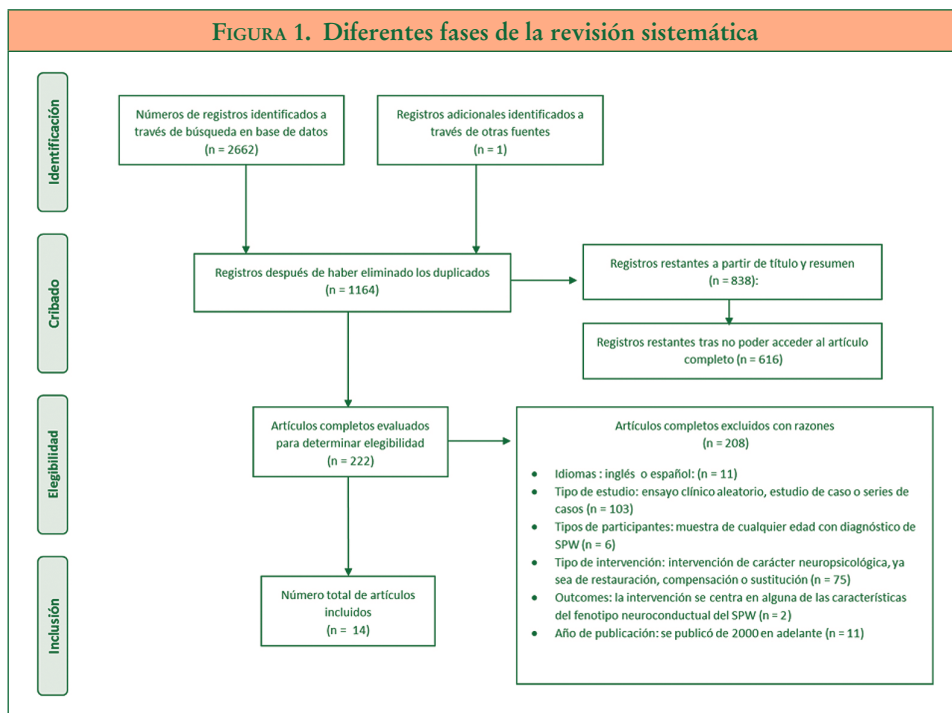 FIGURA 1. Diferentes fases de la revisión sistemática
Identificación
Números de registros identificados a
través de búsqueda en base de datos
(n = 2662)
Registros adicionales identificados a
través de otras fuentes
(n = 1)
Cribado
Registros después de haber eliminado los duplicados
(n = 1164)
Registros restantes a partir de título y resumen
(n = 838):
Registros restantes tras no poder acceder al artículo
completo (n = 616)
Elegibilidad
Artículos completos evaluados
para determinar elegibilidad
(n = 222)
Artículos completos excluidos con razones
(n = 208)
• Idiomas : inglés o español: (n = 11)
• Tipo de estudio: ensayo clínico aleatorio, estudio de caso o series de
casos (n = 103)
• Tipos de participantes: muestra de cualquier edad con diagnóstico de
SPW (n = 6)
• Tipo de intervención: intervención de carácter neuropsicológica, ya
sea de restauración, compensación o sustitución (n = 75)
• Outcomes: la intervención se centra en alguna de las características
del fenotipo neuroconductual del SPW (n = 2)
• Año de publicación: se publicó de 2000 en adelante (n = 11)
Inclusión
Número total de artículos
incluidos
(n = 14)